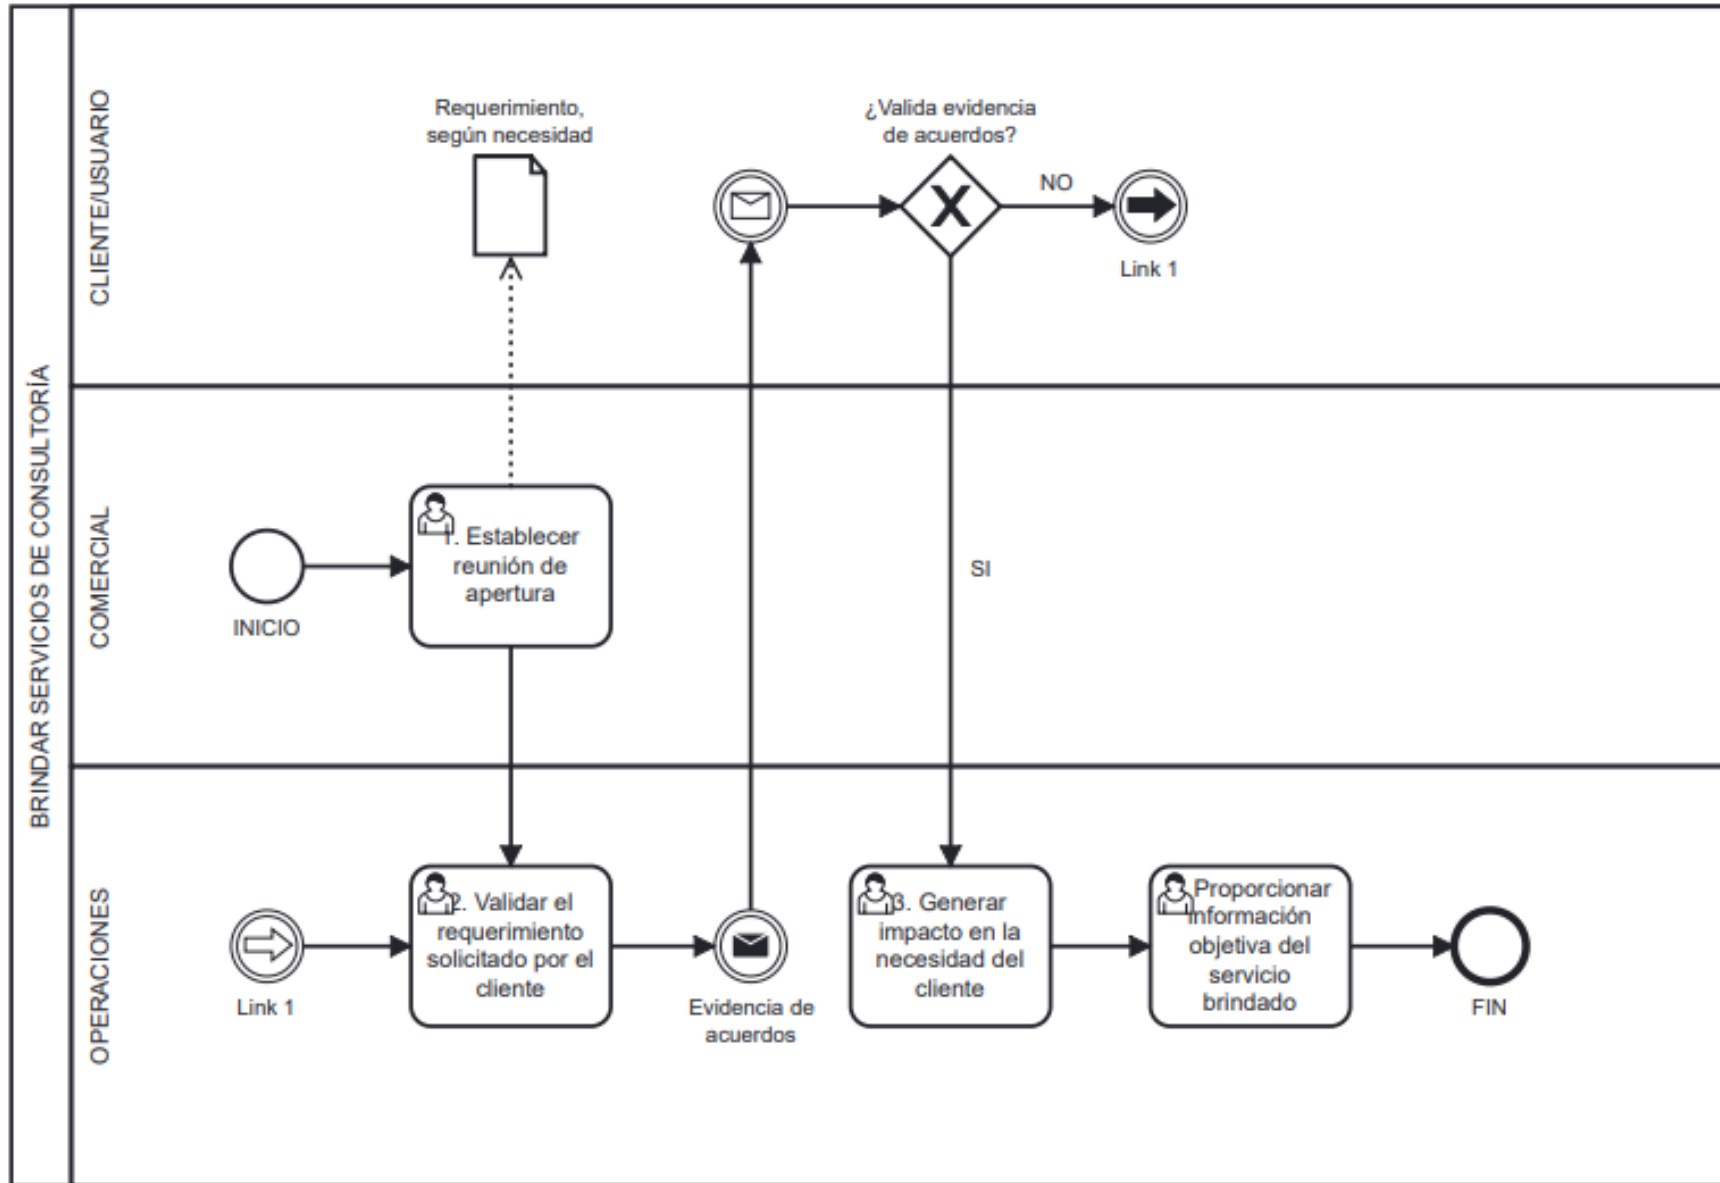 BRINDAR SERVICIOS DE CONSULTORÍA
CLIENTE/USUARIO
Requerimiento,
según necesidad
¿Valida evidencia
de acuerdos?
NO
Link 1
COMERCIAL
INICIO
1. Establecer
reunión de
apertura
SI
OPERACIONES
Link 1
2. Validar el
requerimiento
solicitado por el
cliente
Evidencia de
acuerdos
3. Generar
impacto en la
necesidad del
cliente
Proporcionar
información
objetiva del
servicio
brindado
FIN